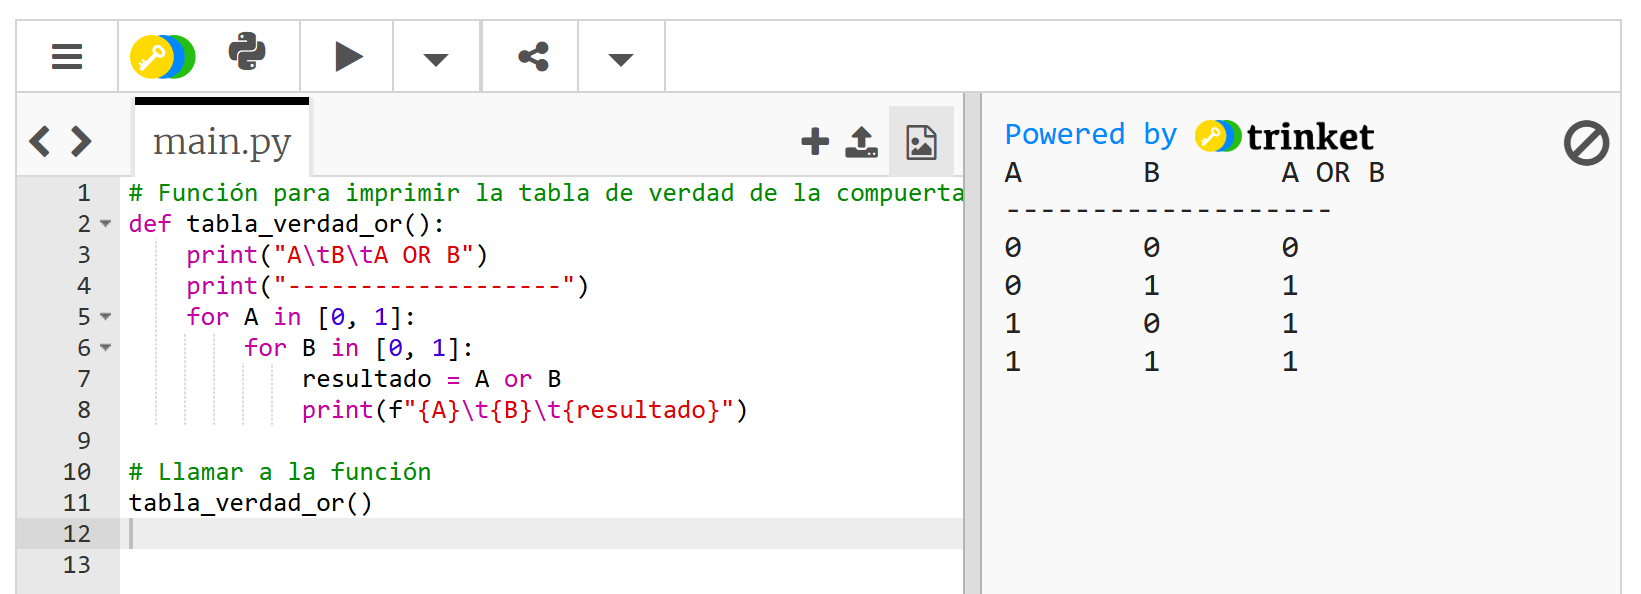 main.py
1 # Función para imprimir la tabla de verdad de la compuerta
2 def tabla_verdad_or():
3     print("A\tB\tA OR B")
4     print("-------------------")
5     for A in [0, 1]:
6         for B in [0, 1]:
7             resultado = A or B
8             print(f"{A}\t{B}\t{resultado}")
9
10 # Llamar a la función
11 tabla_verdad_or()
12
13
Powered by trinket
A B A OR B
-------------------
0 0 0
0 1 1
1 0 1
1 1 1